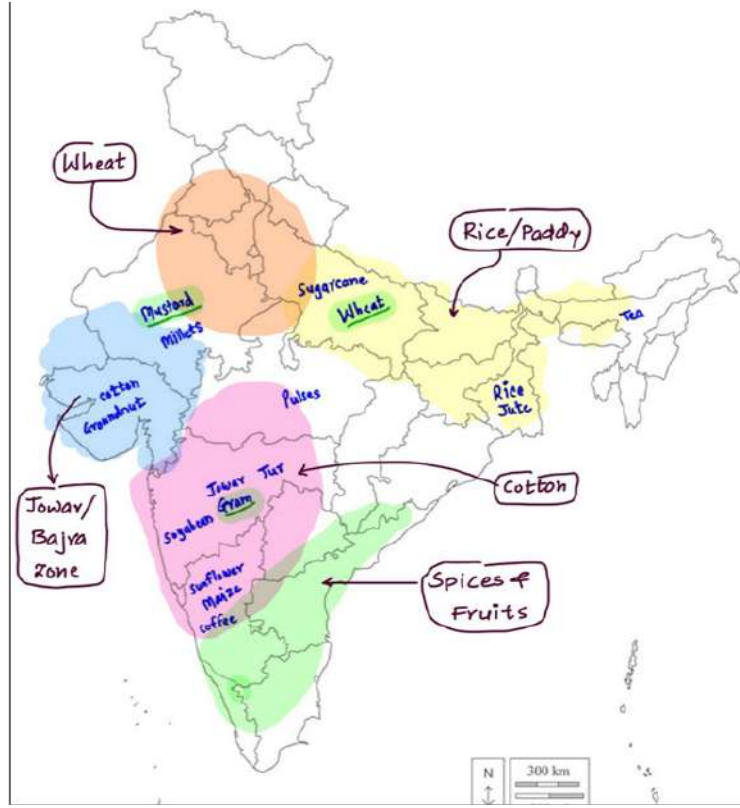 Wheat
Rice/Paddy
Sugarcane
Wheat
Mustard
Millets
Tea
Cotton
Groundnut
Pulses
Rice
Jute
Jowar Tur
Soyabean Gram
Cotton
Jowar/
Bajra
Zone
Sunflower
Maize
Coffee
Spices &
Fruits
N
300 km